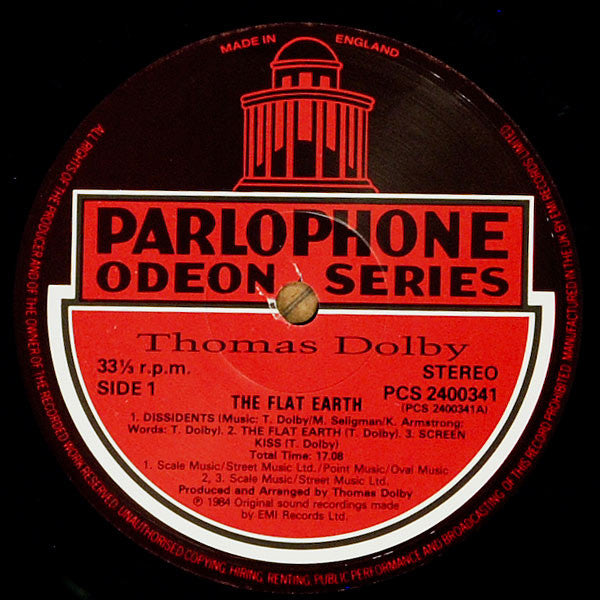 MADE IN ENGLAND
PARLOPHONE
ODEON SERIES
Thomas Dolby
33⅓ r.p.m. STEREO
SIDE 1 PCS 2400341
THE FLAT EARTH (PCS 2400341A)
1. DISSIDENTS (Music: T. Dolby/M. Seligman/K. Armstrong:
Words: T. Dolby). 2. THE FLAT EARTH (T. Dolby). 3. SCREEN
KISS (T. Dolby)
Total Time: 17.08
1. Scale Music/Street Music Ltd./Point Music/Oval Music
2, 3. Scale Music/Street Music Ltd.
Produced and Arranged by Thomas Dolby
℗ 1984 Original sound recordings made
by EMI Records Ltd.
ALL RIGHTS OF THE PRODUCER AND OF THE OWNER OF THE RECORDED WORK RESERVED. UNAUTHORISED COPYING, HIRING, RENTING, PUBLIC PERFORMANCE AND BROADCASTING OF THIS RECORD PROHIBITED. MANUFACTURED IN THE U.K. BY EMI RECORDS LIMITED